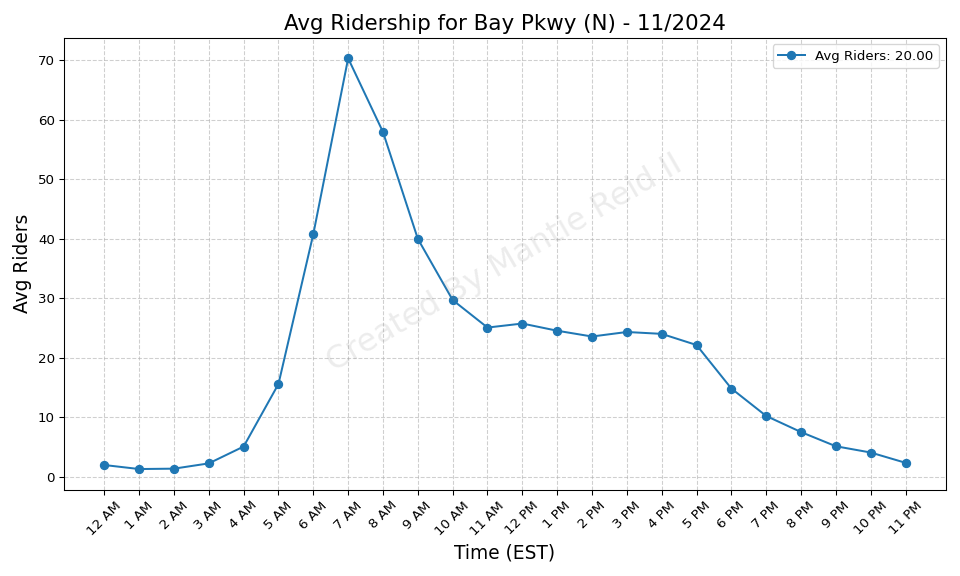 Avg Ridership for Bay Pkwy (N) - 11/2024
Avg Riders: 20.00
70
60
50
40
30
20
10
0
Avg Riders
Created By Mantie Reid II
12 AM
1 AM
2 AM
3 AM
4 AM
5 AM
6 AM
7 AM
8 AM
9 AM
10 AM
11 AM
12 PM
1 PM
2 PM
3 PM
4 PM
5 PM
6 PM
7 PM
8 PM
9 PM
10 PM
11 PM
Time (EST)